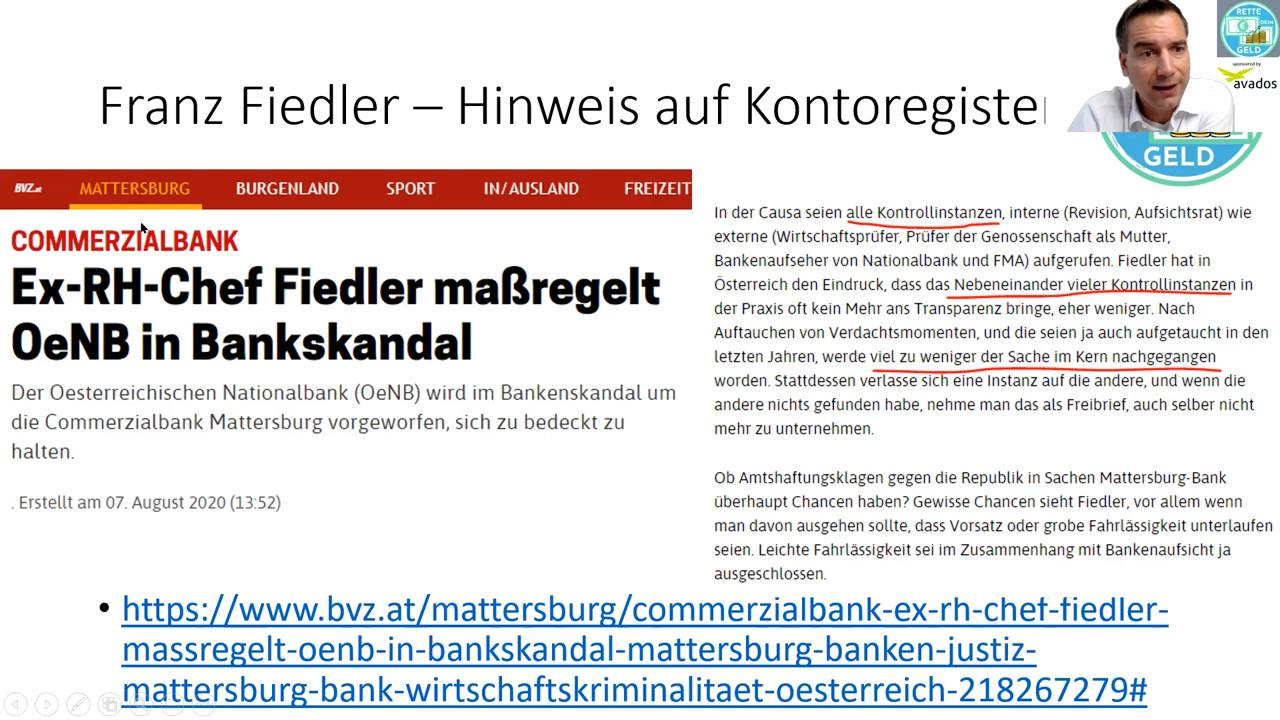 Franz Fiedler – Hinweis auf Kontoregister
RETTE
DEIN
GELD
sponsored by
avados
GELD
BVZ.at MATTERSBURG BURGENLAND SPORT IN/AUSLAND FREIZEIT
COMMERZIALBANK
Ex-RH-Chef Fiedler maßregelt
OeNB in Bankskandal
Der Oesterreichischen Nationalbank (OeNB) wird im Bankenskandal um
die Commerzialbank Mattersburg vorgeworfen, sich zu bedeckt zu
halten.
. Erstellt am 07. August 2020 (13:52)
In der Causa seien alle Kontrollinstanzen, interne (Revision, Aufsichtsrat) wie
externe (Wirtschaftsprüfer, Prüfer der Genossenschaft als Mutter,
Bankenaufseher von Nationalbank und FMA) aufgerufen. Fiedler hat in
Österreich den Eindruck, dass das Nebeneinander vieler Kontrollinstanzen in
der Praxis oft kein Mehr ans Transparenz bringe, eher weniger. Nach
Auftauchen von Verdachtsmomenten, und die seien ja auch aufgetaucht in den
letzten Jahren, werde viel zu weniger der Sache im Kern nachgegangen
worden. Stattdessen verlasse sich eine Instanz auf die andere, und wenn die
andere nichts gefunden habe, nehme man das als Freibrief, auch selber nicht
mehr zu unternehmen.
Ob Amtshaftungsklagen gegen die Republik in Sachen Mattersburg-Bank
überhaupt Chancen haben? Gewisse Chancen sieht Fiedler, vor allem wenn
man davon ausgehen sollte, dass Vorsatz oder grobe Fahrlässigkeit unterlaufen
seien. Leichte Fahrlässigkeit sei im Zusammenhang mit Bankenaufsicht ja
ausgeschlossen.
• https://www.bvz.at/mattersburg/commerzialbank-ex-rh-chef-fiedler-
massregelt-oenb-in-bankskandal-mattersburg-banken-justiz-
mattersburg-bank-wirtschaftskriminalitaet-oesterreich-218267279#